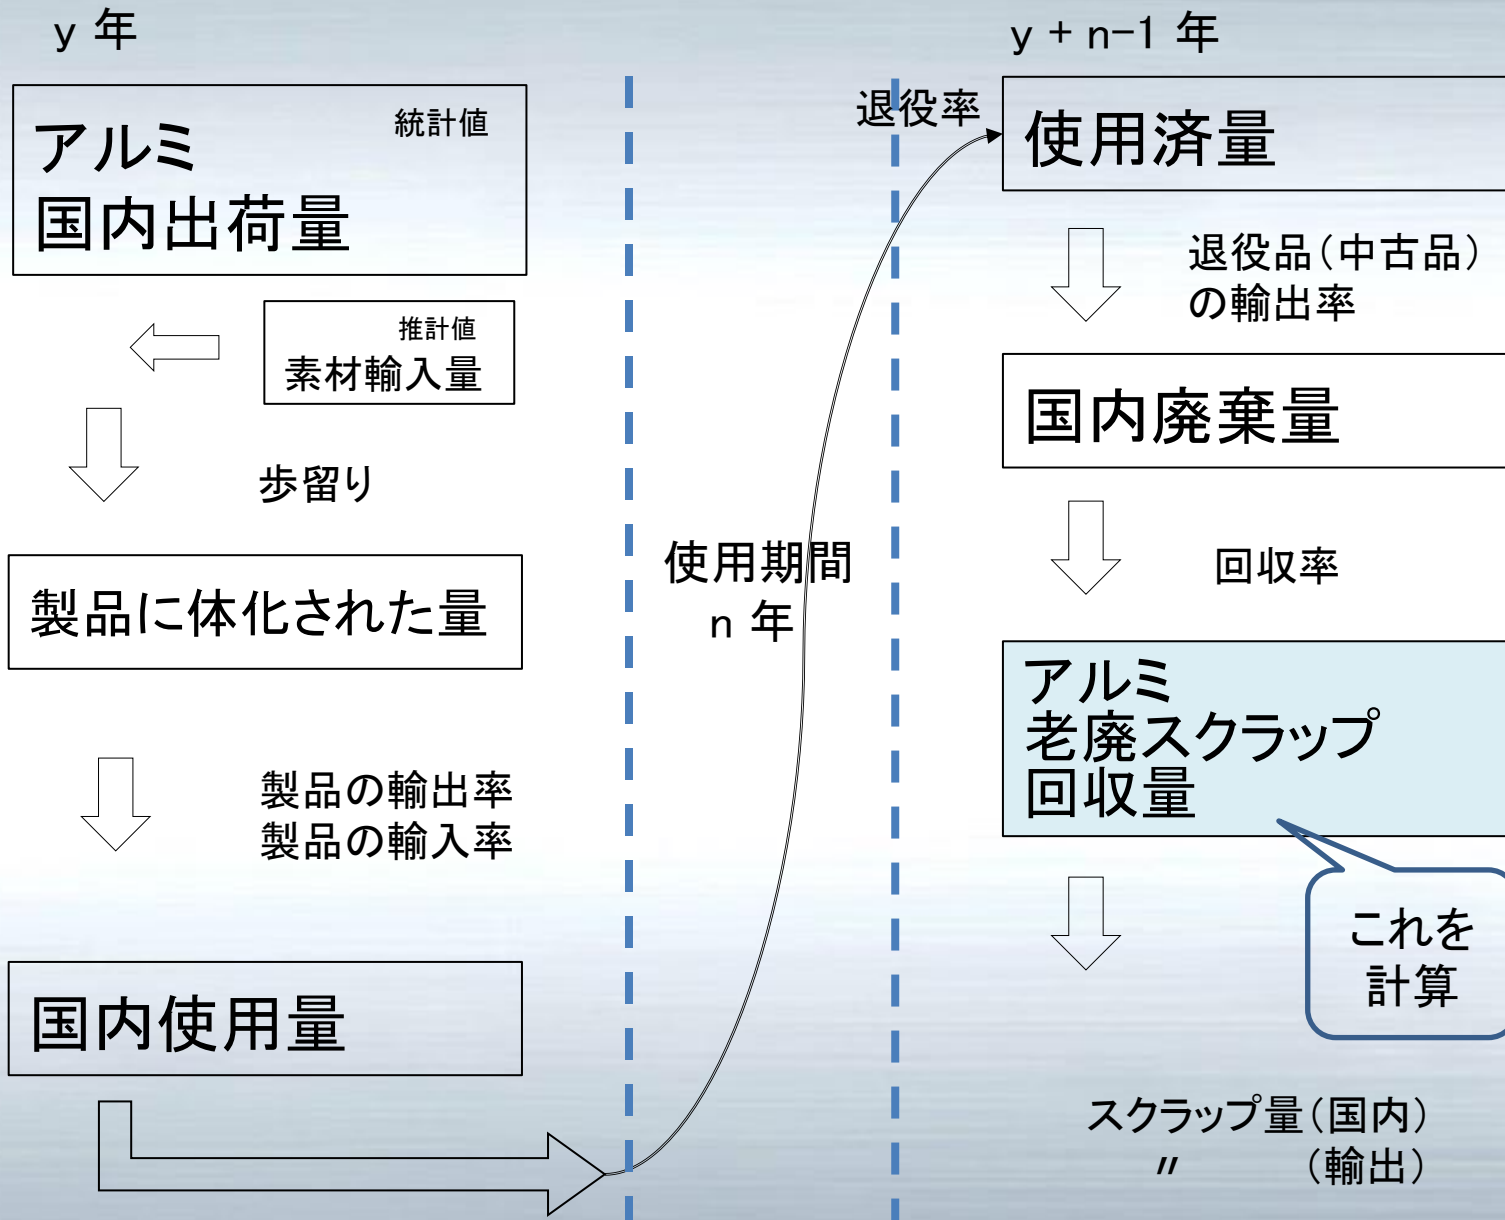 y 年
統計値
アルミ
国内出荷量
推計値
素材輸入量
歩留り
製品に体化された量
製品の輸出率
製品の輸入率
国内使用量
使用期間
n 年
退役率
y + n-1 年
使用済量
退役品(中古品)
の輸出率
国内廃棄量
回収率
アルミ
老廃スクラップ
回収量
これを
計算
スクラップ量(国内)
〃 (輸出)